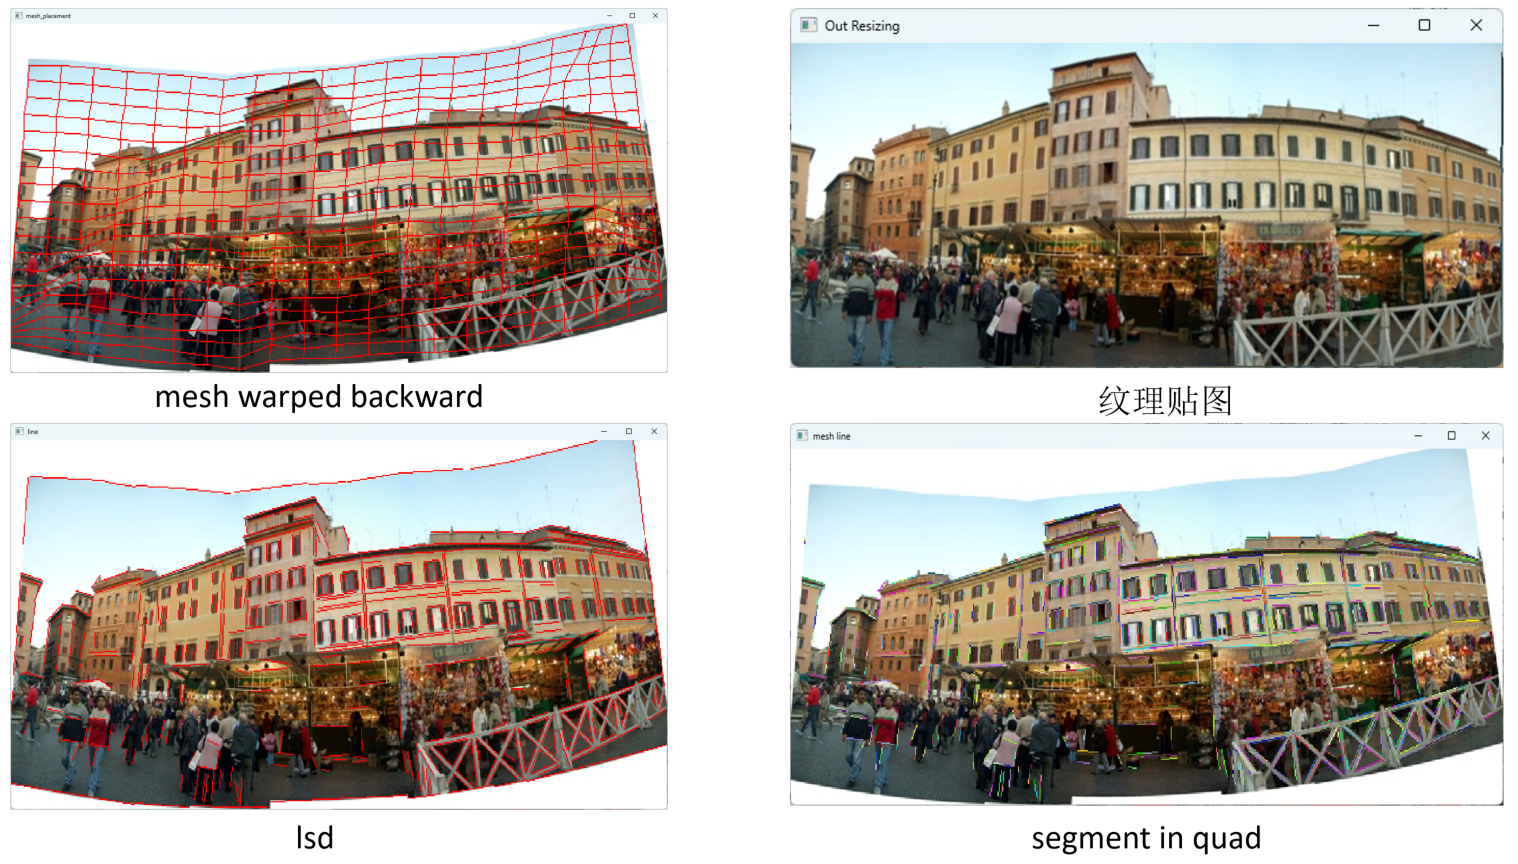 mesh_placement
Out Resizing
mesh warped backward
纹理贴图
line
mesh line
lsd
segment in quad